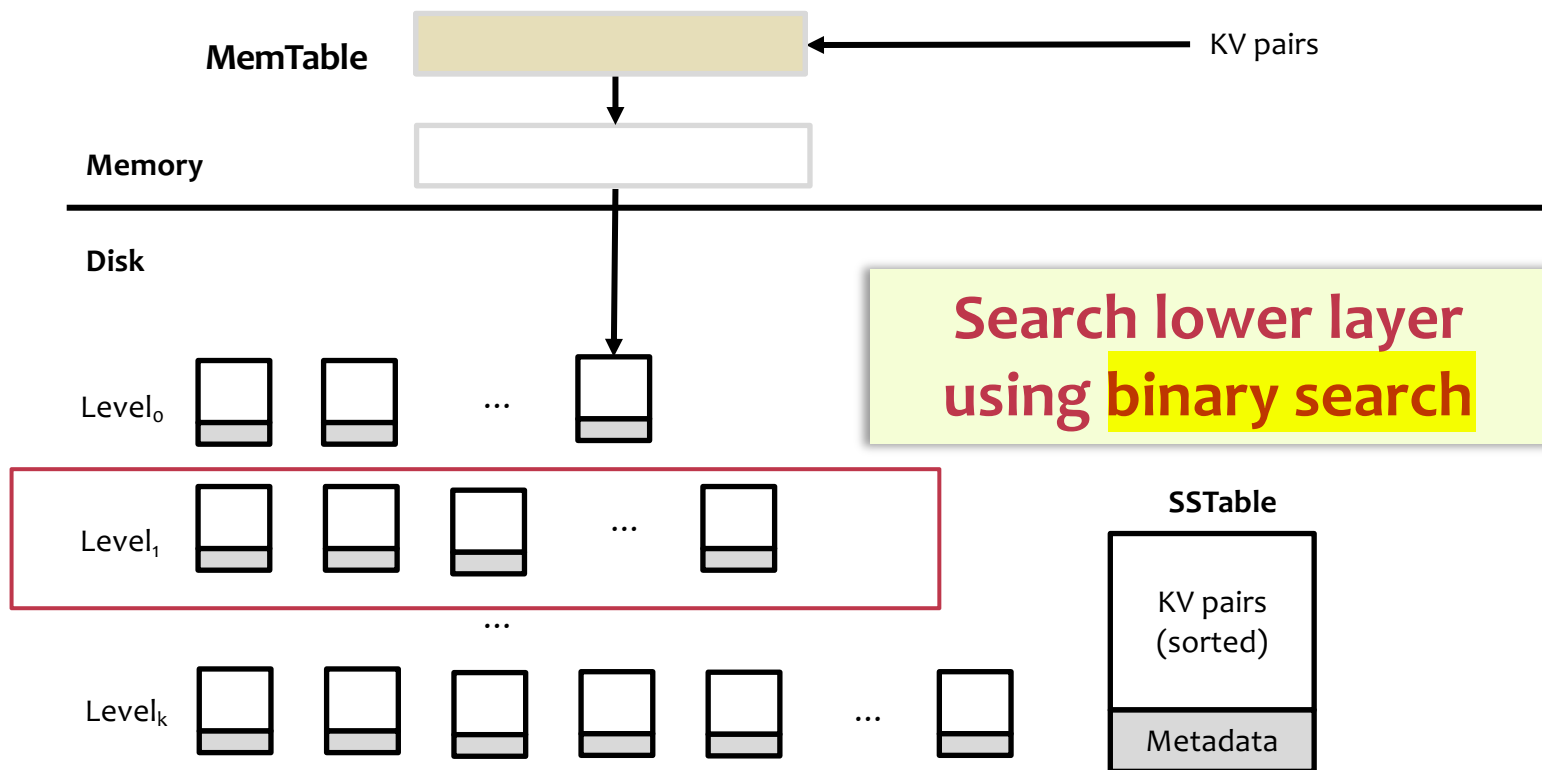 MemTable
KV pairs
Memory
Disk
Search lower layer
using binary search
Level₀
...
Level₁
...
SSTable
KV pairs
(sorted)
Metadata
...
Levelₖ
...